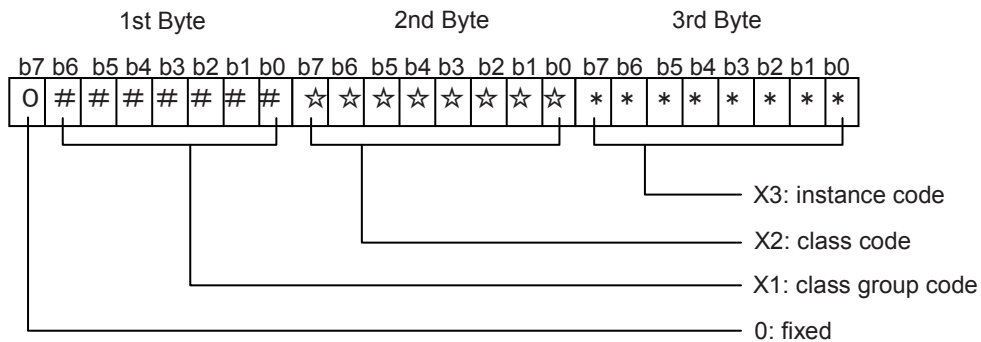 1st Byte 2nd Byte 3rd Byte
b7 b6 b5 b4 b3 b2 b1 b0 b7 b6 b5 b4 b3 b2 b1 b0 b7 b6 b5 b4 b3 b2 b1 b0
0 # # # # # # # ☆ ☆ ☆ ☆ ☆ ☆ ☆ ☆ * * * * * * * *
X3: instance code
X2: class code
X1: class group code
0: fixed